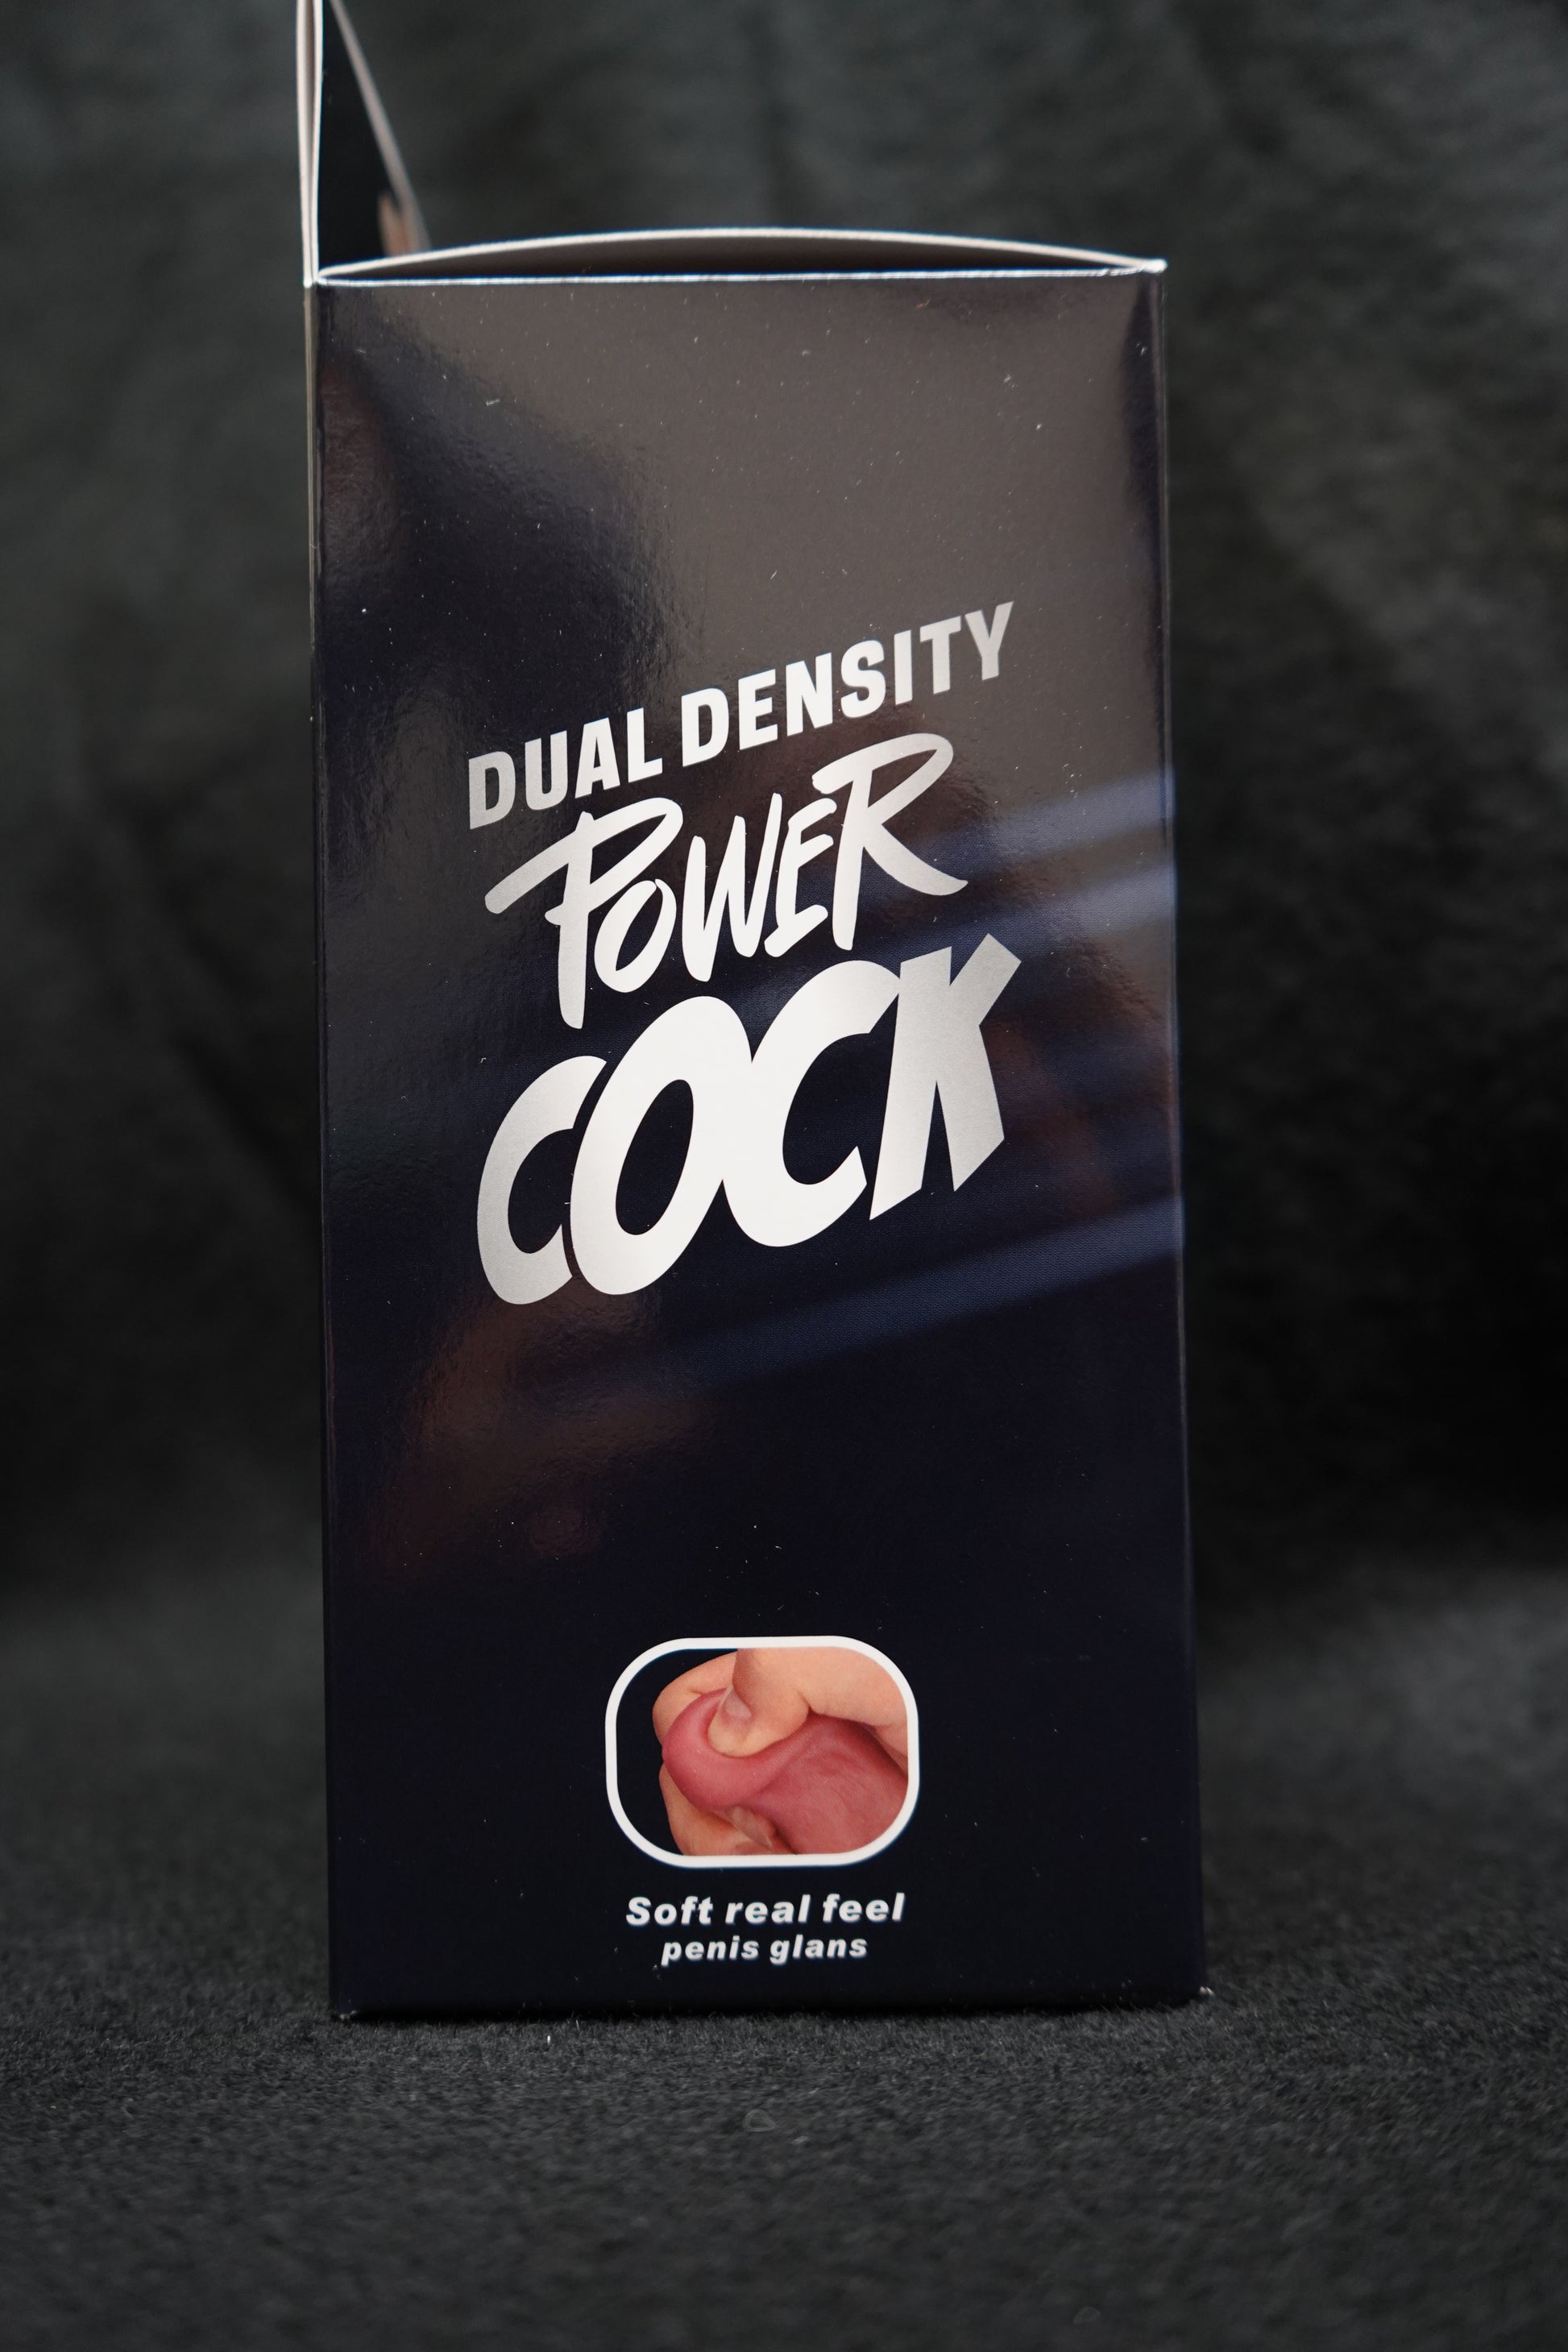 DUAL DENSITY
POWER
COCK
Soft real feel
penis glans